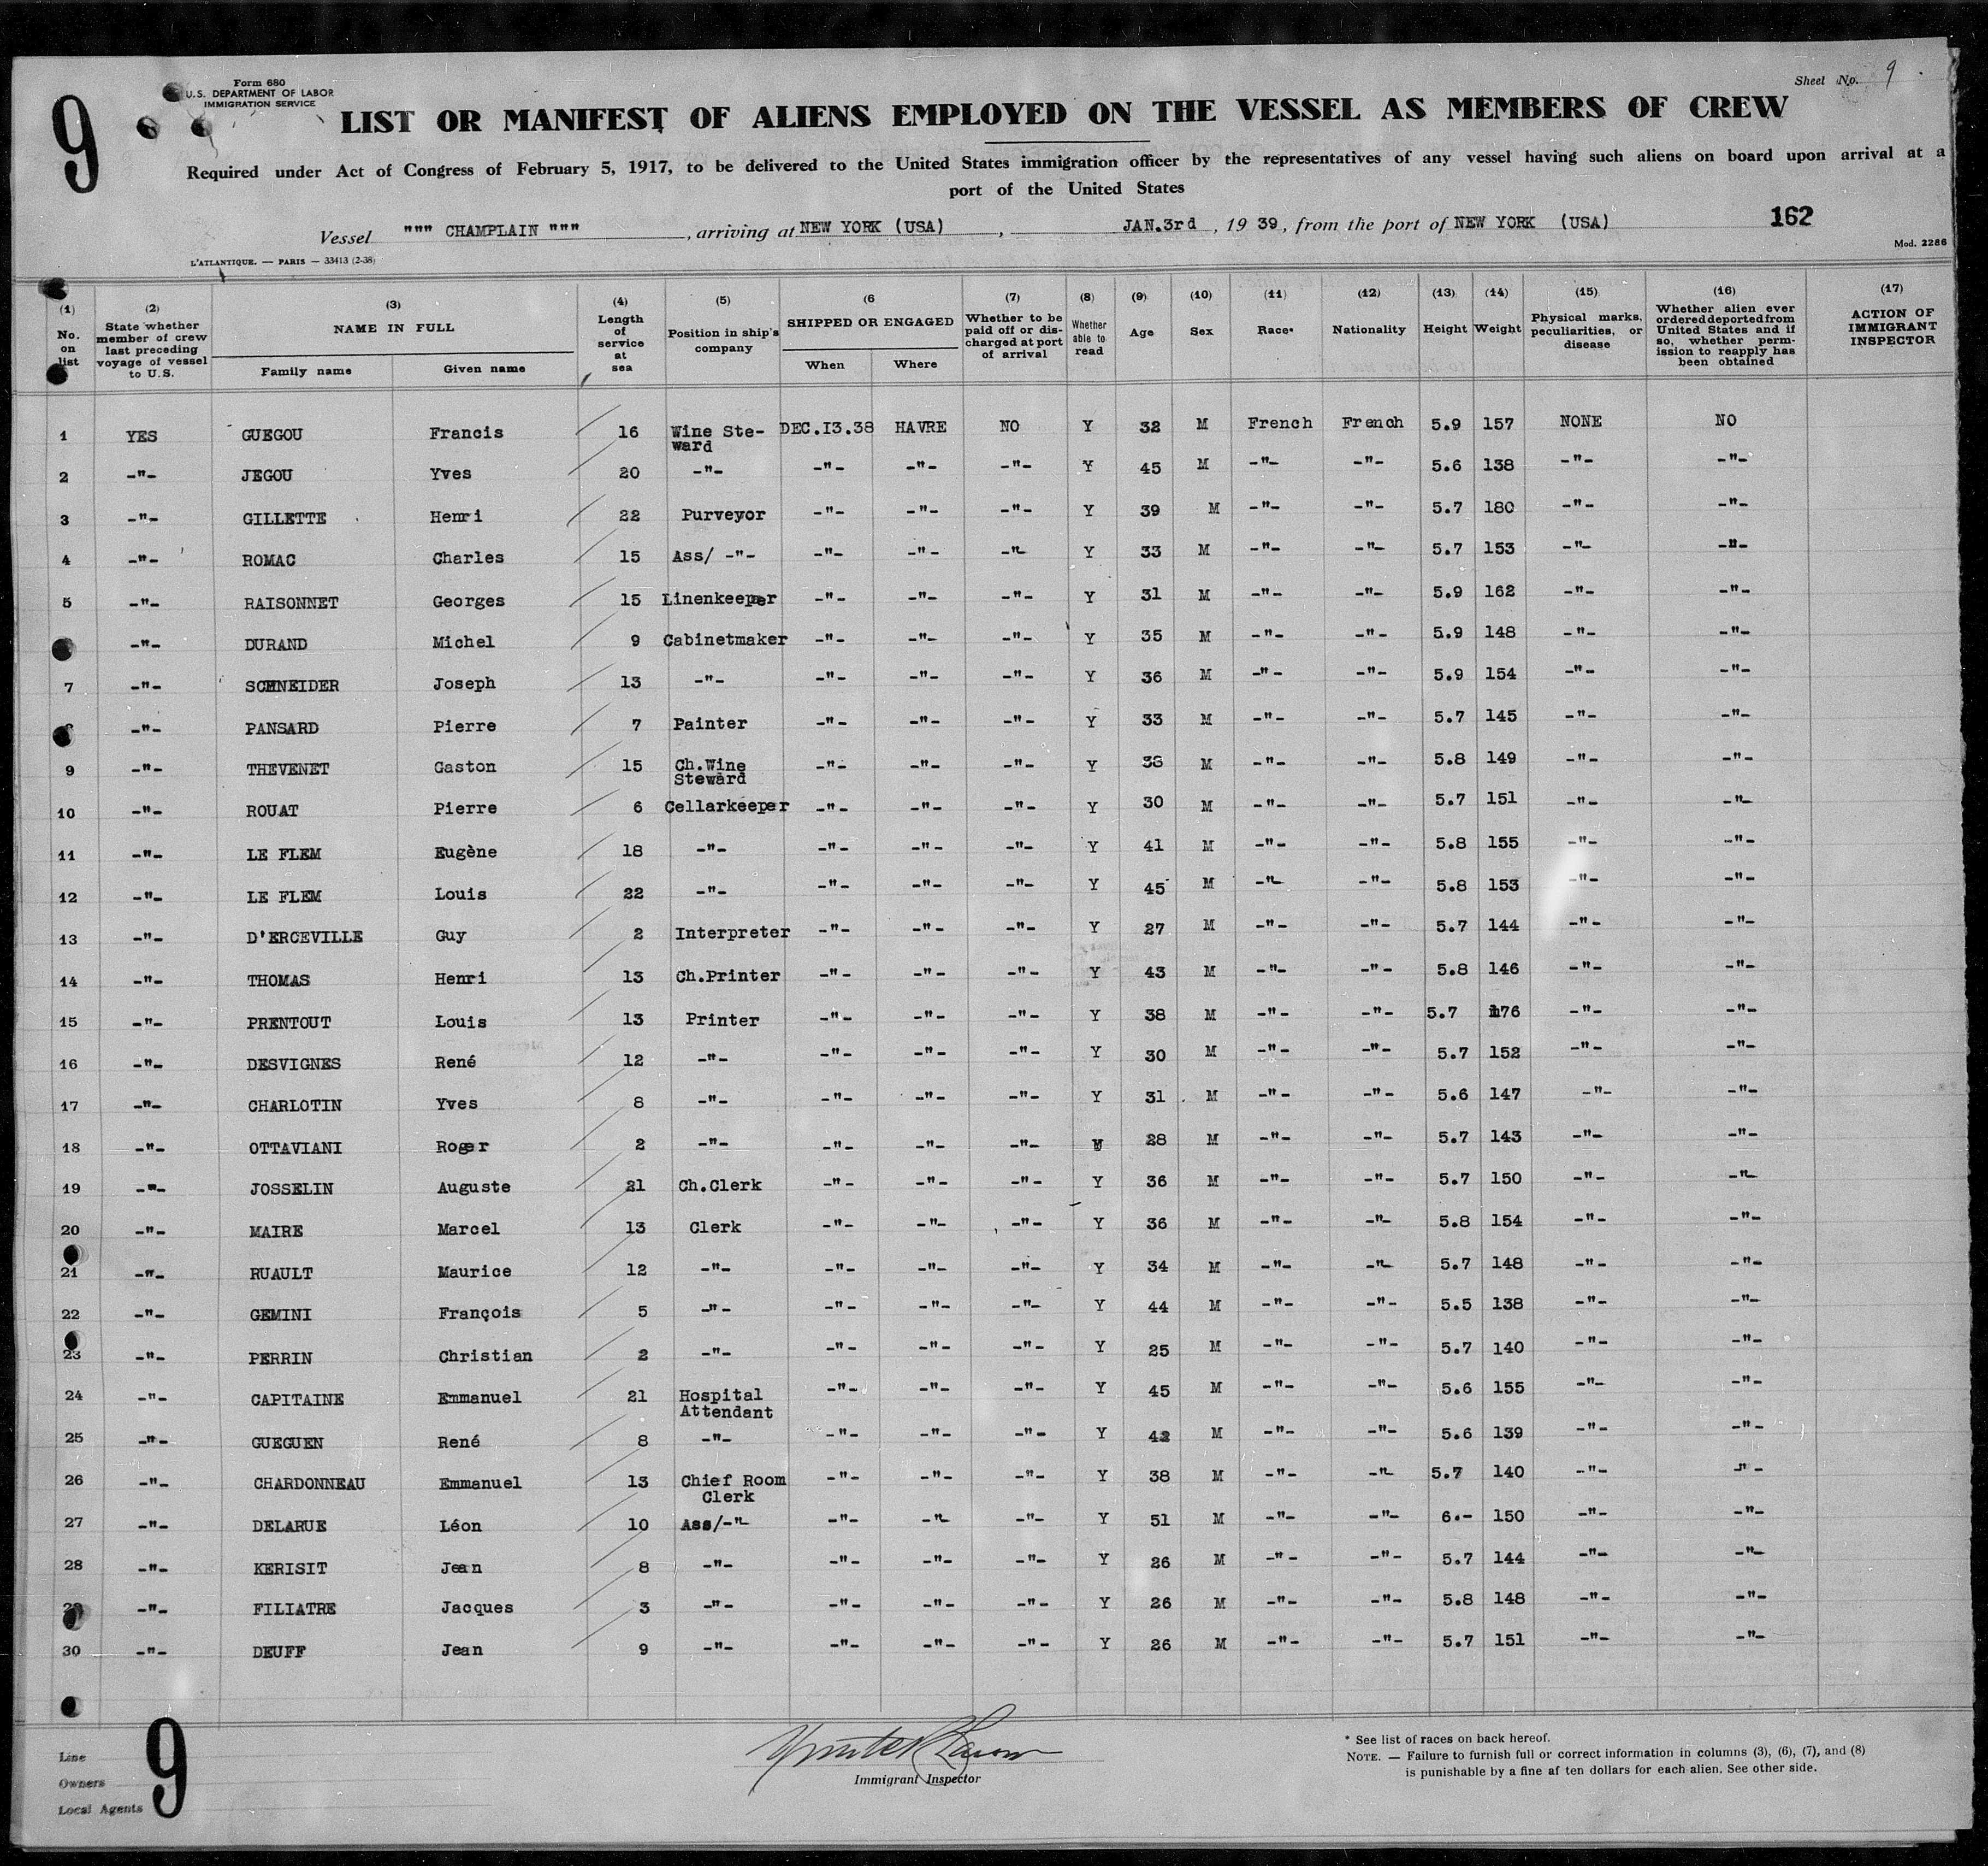 Form 680
U.S. DEPARTMENT OF LABOR
IMMIGRATION SERVICE
Sheet No. 9
9
LIST OR MANIFEST OF ALIENS EMPLOYED ON THE VESSEL AS MEMBERS OF CREW
Required under Act of Congress of February 5, 1917, to be delivered to the United States immigration officer by the representatives of any vessel having such aliens on board upon arrival at a
port of the United States
162
Vessel """ CHAMPLAIN """ , arriving at NEW YORK (USA) , JAN.3rd , 19 39, from the port of NEW YORK (USA)
L'ATLANTIQUE. — PARIS — 33413 (2-38)
Mod. 2286
(1) No. on list (2) State whether member of crew last preceding voyage of vessel to U.S. (3) NAME IN FULL Family name Given name (4) Length of service at sea (5) Position in ship's company (6 SHIPPED OR ENGAGED When Where (7) Whether to be paid off or discharged at port of arrival (8) Whether able to read (9) Age (10) Sex (11) Race* (12) Nationality (13) Height (14) Weight (15) Physical marks, peculiarities, or disease (16) Whether alien ever ordered deported from United States and if so, whether permission to reapply has been obtained (17) ACTION OF IMMIGRANT INSPECTOR
1 YES GUEGOU Francis 16 Wine Ste-ward DEC.13.38 HAVRE NO Y 32 M French French 5.9 157 NONE NO
2 -"- JEGOU Yves 20 -"- -"- -"- -"- Y 45 M -"- -"- 5.6 138 -"- -"-
3 -"- GILLETTE Henri 22 Purveyor -"- -"- -"- Y 39 M -"- -"- 5.7 180 -"- -"-
4 -"- ROMAC Charles 15 Ass/ -"- -"- -"- -"- Y 33 M -"- -"- 5.7 153 -"- -"-
5 -"- RAISONNET Georges 15 Linenkeeper -"- -"- -"- Y 31 M -"- -"- 5.9 162 -"- -"-
-"- DURAND Michel 9 Cabinetmaker -"- -"- -"- Y 35 M -"- -"- 5.9 148 -"- -"-
7 -"- SCHNEIDER Joseph 13 -"- -"- -"- -"- Y 36 M -"- -"- 5.9 154 -"- -"-
-"- PANSARD Pierre 7 Painter -"- -"- -"- Y 33 M -"- -"- 5.7 145 -"- -"-
9 -"- THEVENET Gaston 15 Ch.Wine Steward -"- -"- -"- Y M -"- -"- 5.8 149 -"- -"-
10 -"- ROUAT Pierre 6 Cellarkeeper -"- -"- -"- Y 30 M -"- -"- 5.7 151 -"- -"-
11 -"- LE FLEM Eugène 18 -"- -"- -"- -"- Y 41 M -"- -"- 5.8 155 -"- -"-
12 -"- LE FLEM Louis 22 -"- -"- -"- -"- Y 45 M -"- -"- 5.8 153 -"- -"-
13 -"- D'ERCEVILLE Guy 2 Interpreter -"- -"- -"- Y 27 M -"- -"- 5.7 144 -"- -"-
14 -"- THOMAS Henri 13 Ch.Printer -"- -"- -"- Y 43 M -"- -"- 5.8 146 -"- -"-
15 -"- PRENTOUT Louis 13 Printer -"- -"- -"- Y 38 M -"- -"- 5.7 176 -"- -"-
16 -"- DESVIGNES René 12 -"- -"- -"- -"- Y 30 M -"- -"- 5.7 152 -"- -"-
17 -"- CHARLOTIN Yves 8 -"- -"- -"- -"- Y 31 M -"- -"- 5.6 147 -"- -"-
18 -"- OTTAVIANI Roger 2 -"- -"- -"- -"- 28 M -"- -"- 5.7 143 -"- -"-
19 -"- JOSSELIN Auguste 21 Ch.Clerk -"- -"- -"- Y 36 M -"- -"- 5.7 150 -"- -"-
20 -"- MAIRE Marcel 13 Clerk -"- -"- -"- Y 36 M -"- -"- 5.8 154 -"- -"-
21 -"- RUAULT Maurice 12 -"- -"- -"- -"- Y 34 M -"- -"- 5.7 148 -"- -"-
22 -"- GEMINI François 5 -"- -"- -"- -"- Y 44 M -"- -"- 5.5 138 -"- -"-
23 -"- PERRIN Christian 2 -"- -"- -"- -"- Y 25 M -"- -"- 5.7 140 -"- -"-
24 -"- CAPITAINE Emmanuel 21 Hospital Attendant -"- -"- -"- Y 45 M -"- -"- 5.6 155 -"- -"-
25 -"- GUEGUEN René 8 -"- -"- -"- -"- Y 42 M -"- -"- 5.6 139 -"- -"-
26 -"- CHARDONNEAU Emmanuel 13 Chief Room Clerk -"- -"- -"- Y 38 M -"- -"- 5.7 140 -"- -"-
27 -"- DELARUE Léon 10 Ass/-"- -"- -"- -"- Y 51 M -"- -"- 6.- 150 -"- -"-
28 -"- KERISIT Jean 8 -"- -"- -"- -"- Y 26 M -"- -"- 5.7 144 -"- -"-
29 -"- FILIATRE Jacques 3 -"- -"- -"- -"- Y 26 M -"- -"- 5.8 148 -"- -"-
30 -"- DEUFF Jean 9 -"- -"- -"- -"- Y 26 M -"- -"- 5.7 151 -"- -"-
Line
Owners
Local Agents
9
Immigrant Inspector
* See list of races on back hereof.
NOTE. — Failure to furnish full or correct information in columns (3), (6), (7), and (8)
is punishable by a fine af ten dollars for each alien. See other side.